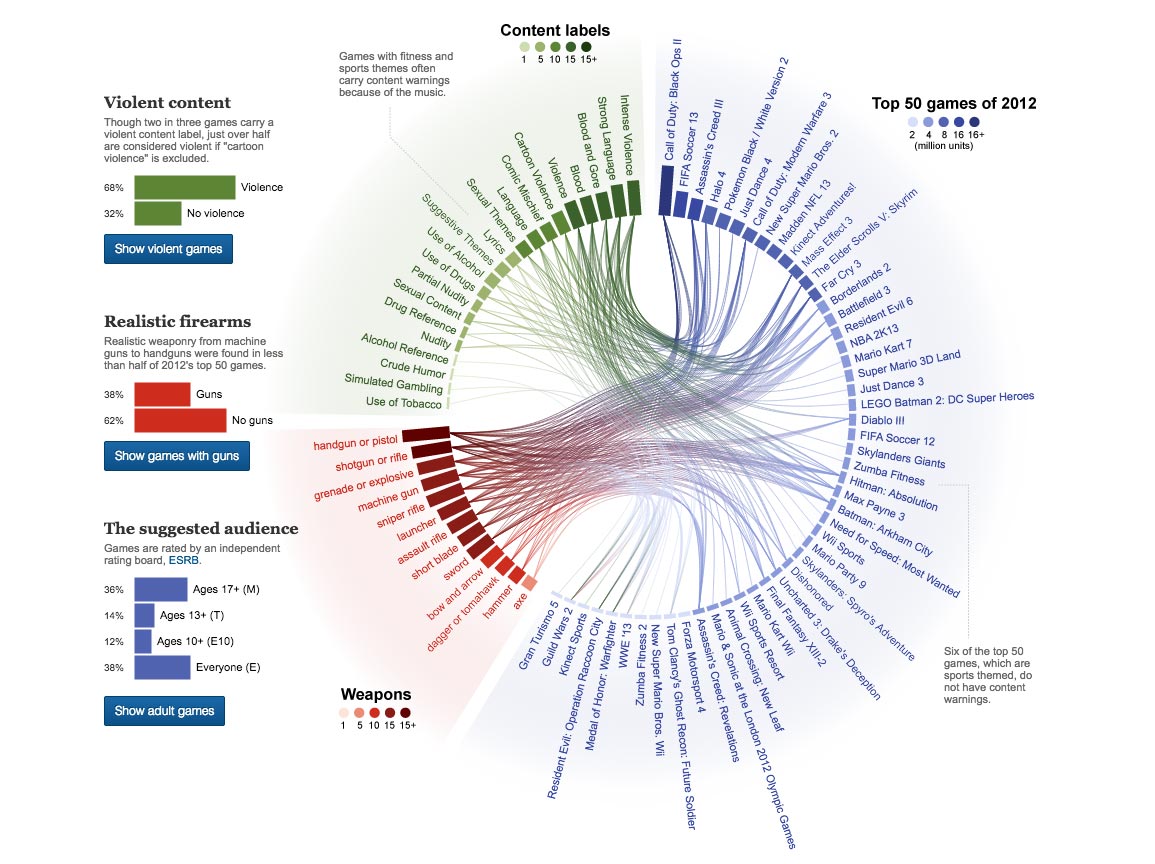 Content labels
1 5 10 15 15+
Games with fitness and
sports themes often
carry content warnings
because of the music.
Top 50 games of 2012
2 4 8 16 16+
(million units)
Violent content
Though two in three games carry a
violent content label, just over half
are considered violent if "cartoon
violence" is excluded.
68% Violence
32% No violence
Show violent games
Realistic firearms
Realistic weaponry from machine
guns to handguns were found in less
than half of 2012's top 50 games.
38% Guns
62% No guns
Show games with guns
The suggested audience
Games are rated by an independent
rating board, ESRB.
36% Ages 17+ (M)
14% Ages 13+ (T)
12% Ages 10+ (E10)
38% Everyone (E)
Show adult games
Intense Violence
Strong Language
Blood and Gore
Blood
Violence
Cartoon Violence
Comic Mischief
Language
Sexual Themes
Lyrics
Suggestive Themes
Use of Alcohol
Use of Drugs
Partial Nudity
Sexual Content
Drug Reference
Nudity
Alcohol Reference
Crude Humor
Simulated Gambling
Use of Tobacco
handgun or pistol
shotgun or rifle
grenade or explosive
machine gun
sniper rifle
launcher
assault rifle
short blade
sword
bow and arrow
dagger or tomahawk
hammer
axe
Weapons
1 5 10 15 15+
Call of Duty: Black Ops II
FIFA Soccer 13
Assassin's Creed III
Halo 4
Pokemon Black / White Version 2
Just Dance 4
Call of Duty: Modern Warfare 3
New Super Mario Bros. 2
Madden NFL 13
Kinect Adventures!
Mass Effect 3
The Elder Scrolls V: Skyrim
Far Cry 3
Borderlands 2
Battlefield 3
Resident Evil 6
NBA 2K13
Mario Kart 7
Super Mario 3D Land
Just Dance 3
LEGO Batman 2: DC Super Heroes
Diablo III
FIFA Soccer 12
Skylanders Giants
Zumba Fitness
Hitman: Absolution
Max Payne 3
Batman: Arkham City
Need for Speed: Most Wanted
Wii Sports
Mario Party 9
Skylanders: Spyro's Adventure
Dishonored
Uncharted 3: Drake's Deception
Final Fantasy XIII-2
Mario Kart Wii
Wii Sports Resort
Animal Crossing: New Leaf
Mario & Sonic at the London 2012 Olympic Games
Assassin's Creed: Revelations
Forza Motorsport 4
Tom Clancy's Ghost Recon: Future Soldier
New Super Mario Bros. Wii
Zumba Fitness 2
WWE '13
Medal of Honor: Warfighter
Resident Evil: Operation Raccoon City
Kinect Sports
Guild Wars 2
Gran Turismo 5
Six of the top 50
games, which are
sports themed, do
not have content
warnings.